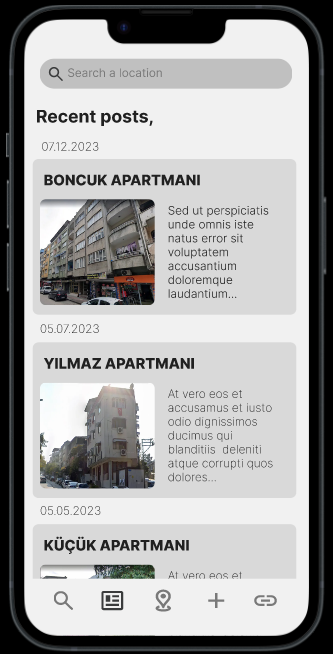 Search a location
Recent posts,
07.12.2023
BONCUK APARTMANI
Sed ut perspiciatis
unde omnis iste
natus error sit
voluptatem
accusantium
doloremque
laudantium...
05.07.2023
YILMAZ APARTMANI
At vero eos et
accusamus et iusto
odio dignissimos
ducimus qui
blanditiis deleniti
atque corrupti quos
dolores...
05.05.2023
KÜÇÜK APARTMANI
At vero eos et